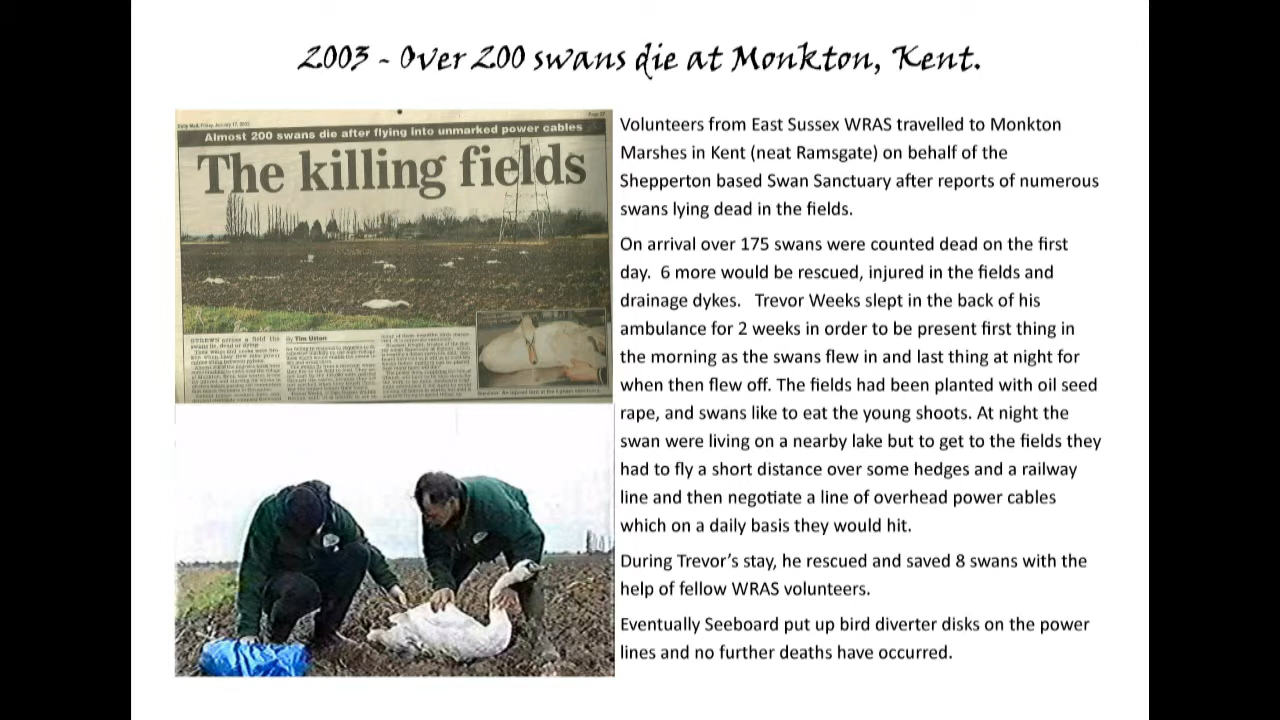 2003 - Over 200 swans die at Monkton, Kent.
Almost 200 swans die after flying into unmarked power cables
The killing fields
By Tim Utton
Volunteers from East Sussex WRAS travelled to Monkton
Marshes in Kent (neat Ramsgate) on behalf of the
Shepperton based Swan Sanctuary after reports of numerous
swans lying dead in the fields.
On arrival over 175 swans were counted dead on the first
day.  6 more would be rescued, injured in the fields and
drainage dykes.   Trevor Weeks slept in the back of his
ambulance for 2 weeks in order to be present first thing in
the morning as the swans flew in and last thing at night for
when then flew off. The fields had been planted with oil seed
rape, and swans like to eat the young shoots. At night the
swan were living on a nearby lake but to get to the fields they
had to fly a short distance over some hedges and a railway
line and then negotiate a line of overhead power cables
which on a daily basis they would hit.
During Trevor’s stay, he rescued and saved 8 swans with the
help of fellow WRAS volunteers.
Eventually Seeboard put up bird diverter disks on the power
lines and no further deaths have occurred.